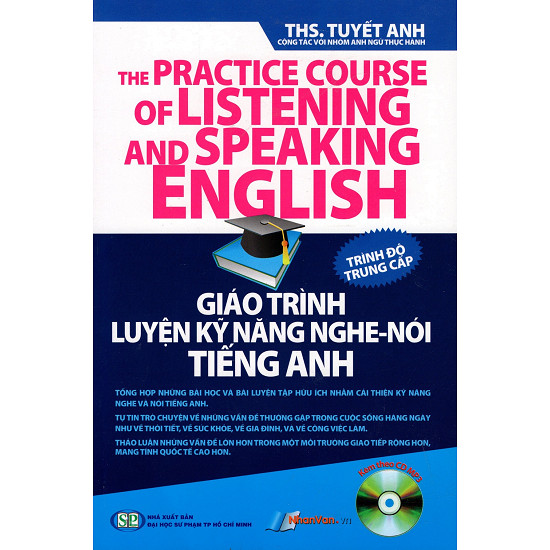 THS. TUYẾT ANH
CÔNG TÁC VỚI NHÓM ANH NGỮ THỰC HÀNH
THE PRACTICE COURSE
OF LISTENING
AND SPEAKING
ENGLISH
TRÌNH ĐỘ
TRUNG CẤP
GIÁO TRÌNH
LUYỆN KỸ NĂNG NGHE-NÓI
TIẾNG ANH
TỔNG HỢP NHỮNG BÀI HỌC VÀ BÀI LUYỆN TẬP HỮU ÍCH NHẰM CẢI THIỆN KỸ NĂNG
NGHE VÀ NÓI TIẾNG ANH.
TỰ TIN TRÒ CHUYỆN VỀ NHỮNG VẤN ĐỀ THƯỜNG GẶP TRONG CUỘC SỐNG HÀNG NGÀY
NHƯ VỀ THỜI TIẾT, VỀ SỨC KHỎE, VỀ GIA ĐÌNH, VÀ VỀ CÔNG VIỆC LÀM.
THẢO LUẬN NHỮNG VẤN ĐỀ LỚN HƠN TRONG MỘT MÔI TRƯỜNG GIAO TIẾP RỘNG HƠN,
MANG TÍNH QUỐC TẾ CAO HƠN.
Kèm theo CD MP3
SP
NHÀ XUẤT BẢN
ĐẠI HỌC SƯ PHẠM TP HỒ CHÍ MINH
NhanVan.vn